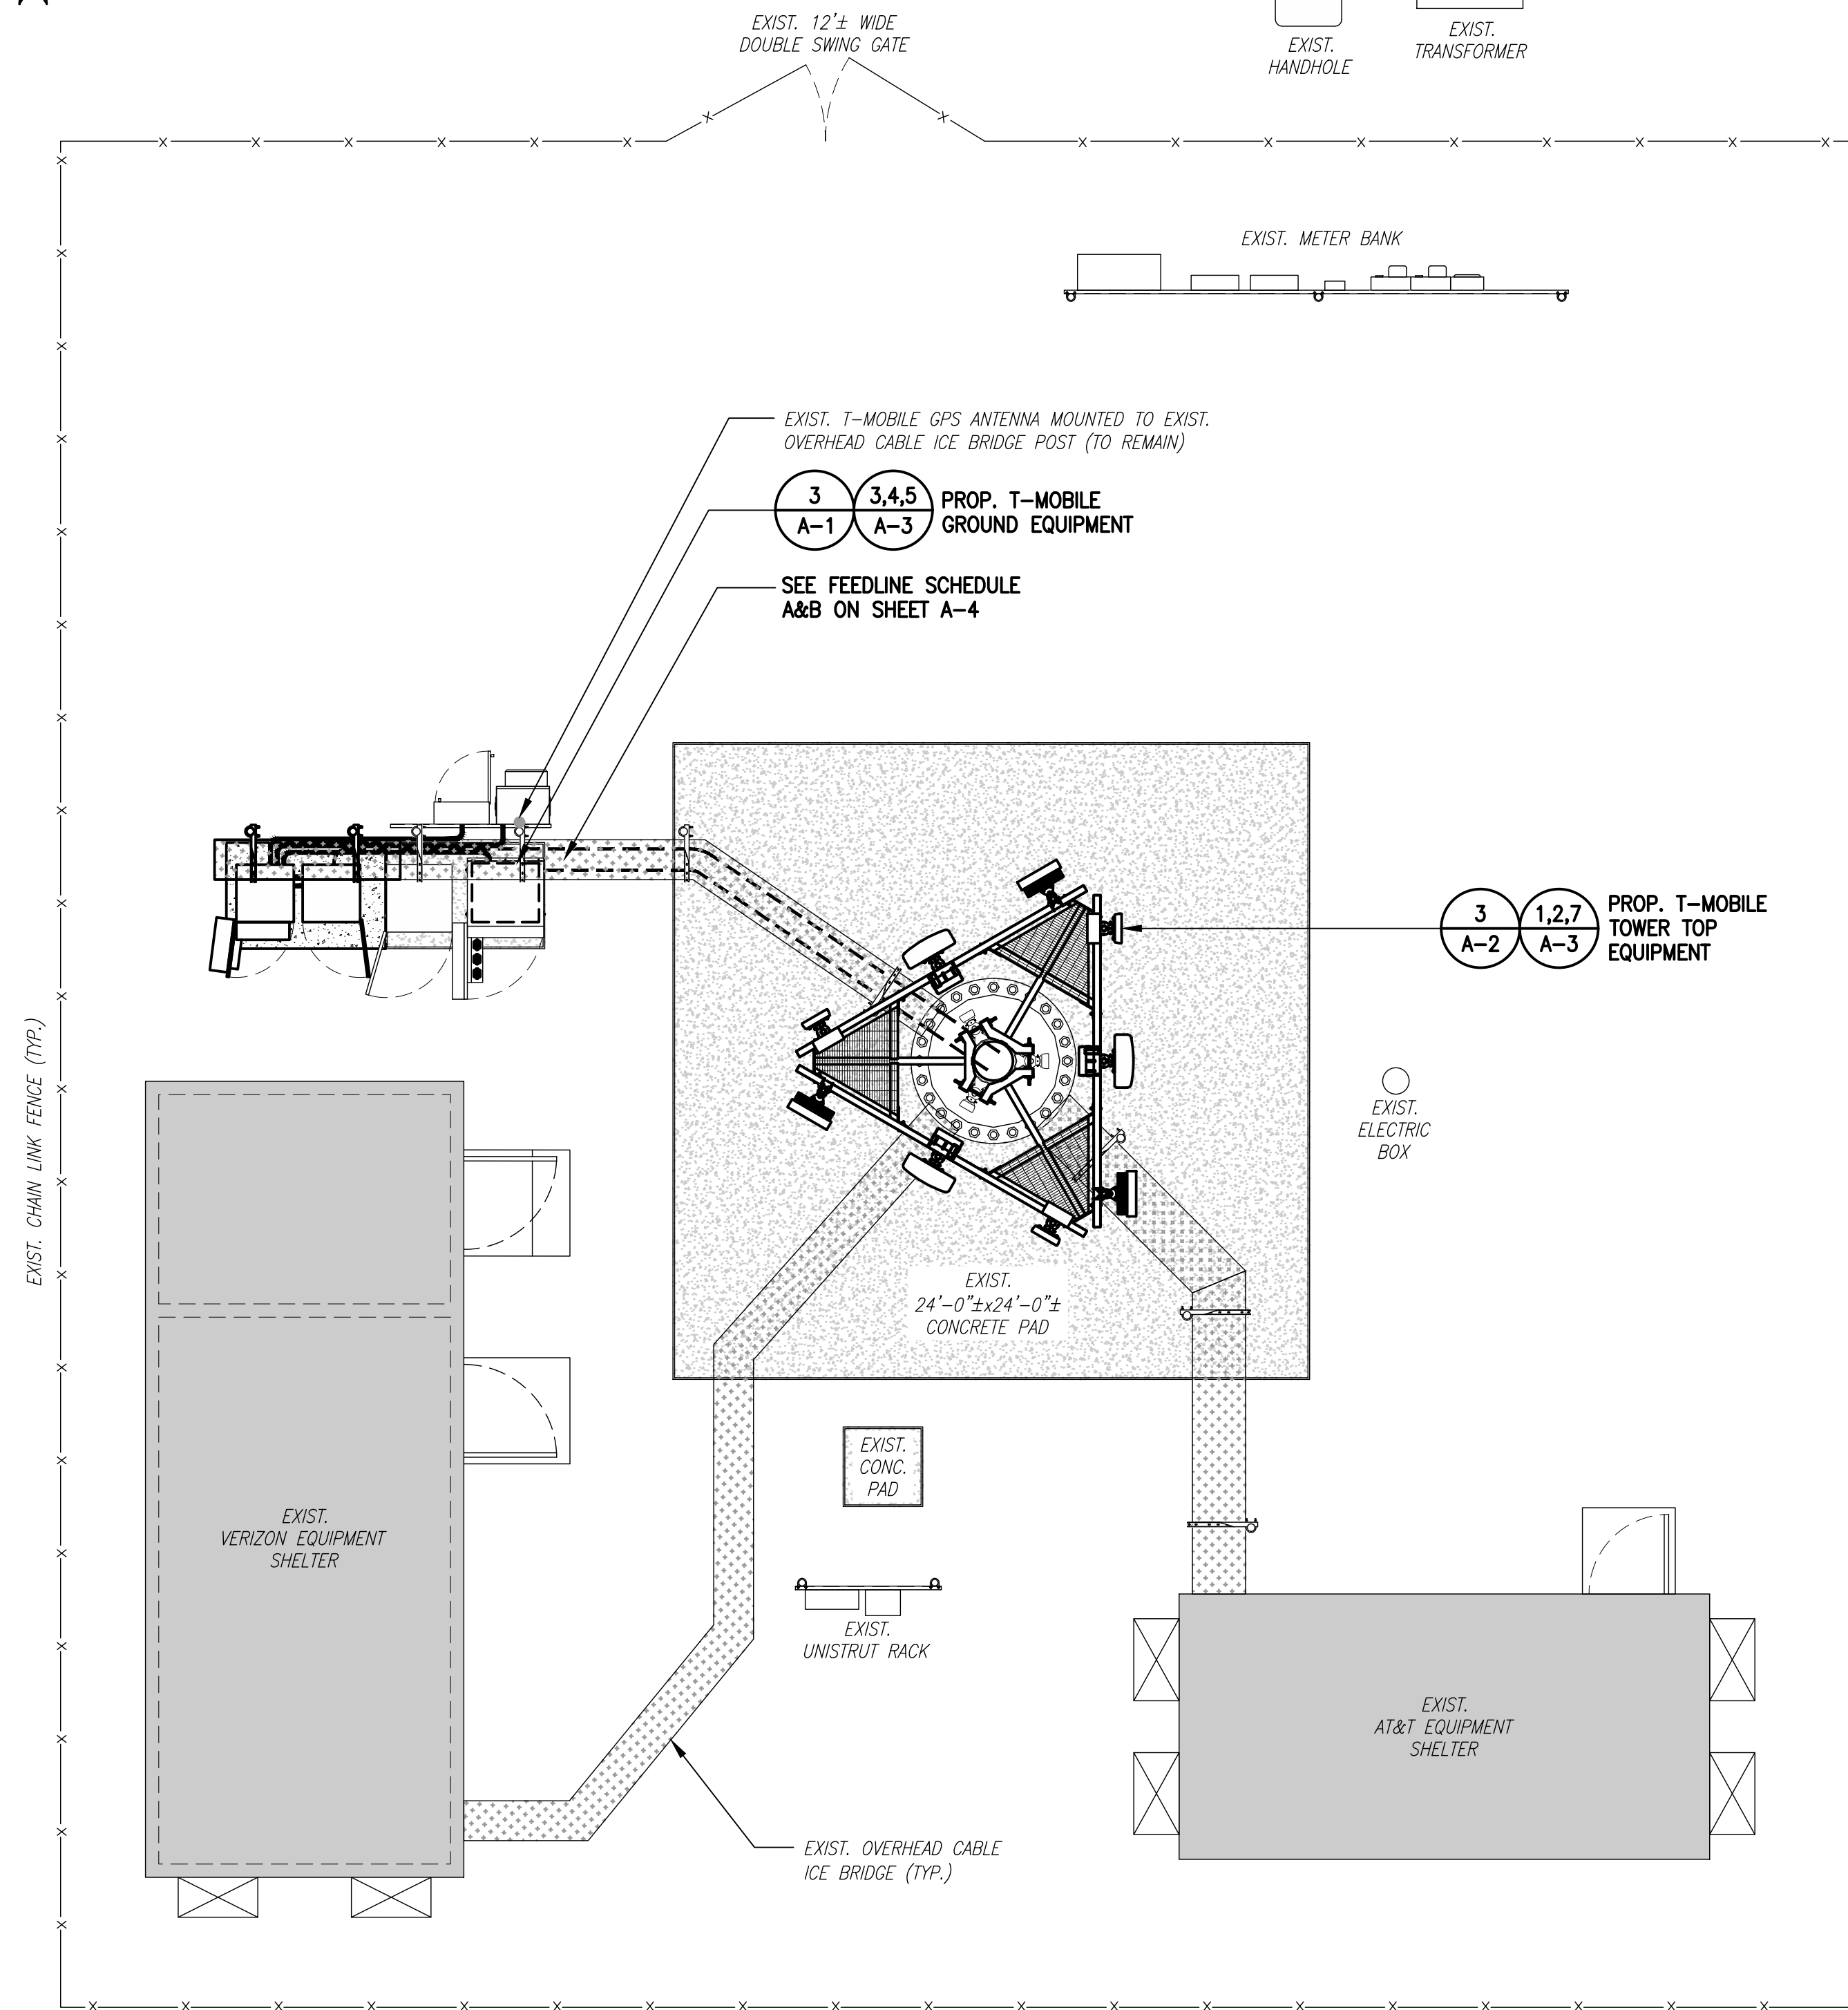 EXIST. 12'± WIDE
DOUBLE SWING GATE
EXIST.
HANDHOLE
EXIST.
TRANSFORMER
EXIST. METER BANK
EXIST. T-MOBILE GPS ANTENNA MOUNTED TO EXIST.
OVERHEAD CABLE ICE BRIDGE POST (TO REMAIN)
3
A-1
3,4,5
A-3
PROP. T-MOBILE
GROUND EQUIPMENT
SEE FEEDLINE SCHEDULE
A&B ON SHEET A-4
3
A-2
1,2,7
A-3
PROP. T-MOBILE
TOWER TOP
EQUIPMENT
EXIST. CHAIN LINK FENCE (TYP.)
EXIST.
ELECTRIC
BOX
EXIST.
24'-0"±x24'-0"±
CONCRETE PAD
EXIST.
CONC.
PAD
EXIST.
VERIZON EQUIPMENT
SHELTER
EXIST.
UNISTRUT RACK
EXIST.
AT&T EQUIPMENT
SHELTER
EXIST. OVERHEAD CABLE
ICE BRIDGE (TYP.)